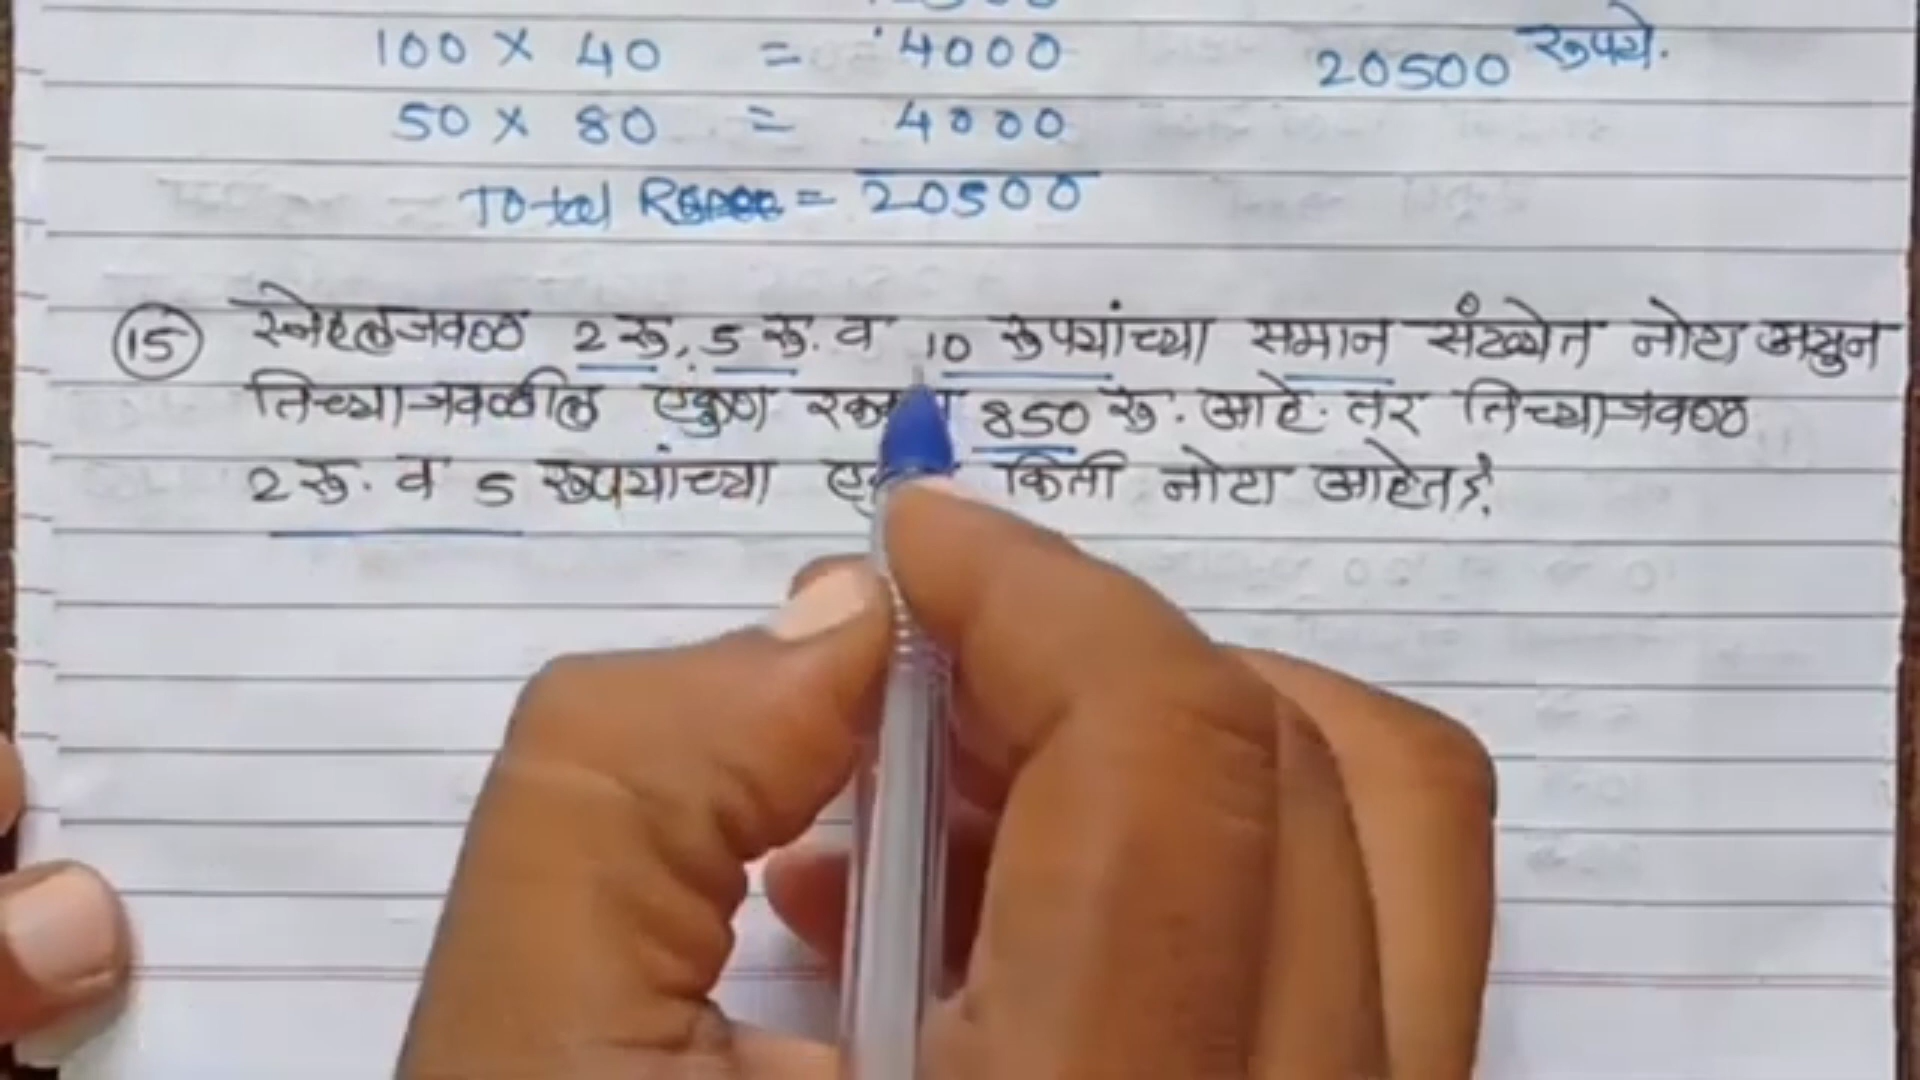 100 × 40 = 4000 20500 रुपये.
50 × 80 = 4000
Total = 20500
15 स्नेहलजवळ 2 रु, 5 रु. व 10 रुपयांच्या समान संख्येत नोटा असुन
तिच्याजवळील एकुण 850 रु. आहे. तर तिच्याजवळ
2 रु. व 5 रुपयांच्या किती नोटा आहेत?